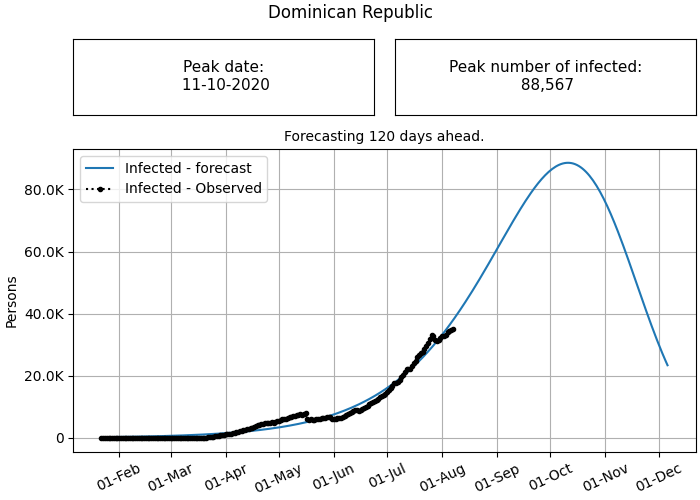 Dominican Republic
Peak date:
11-10-2020
Peak number of infected:
88,567
Forecasting 120 days ahead.
Infected - forecast
Infected - Observed
80.0K
60.0K
40.0K
20.0K
0
Persons
01-Feb
01-Mar
01-Apr
01-May
01-Jun
01-Jul
01-Aug
01-Sep
01-Oct
01-Nov
01-Dec